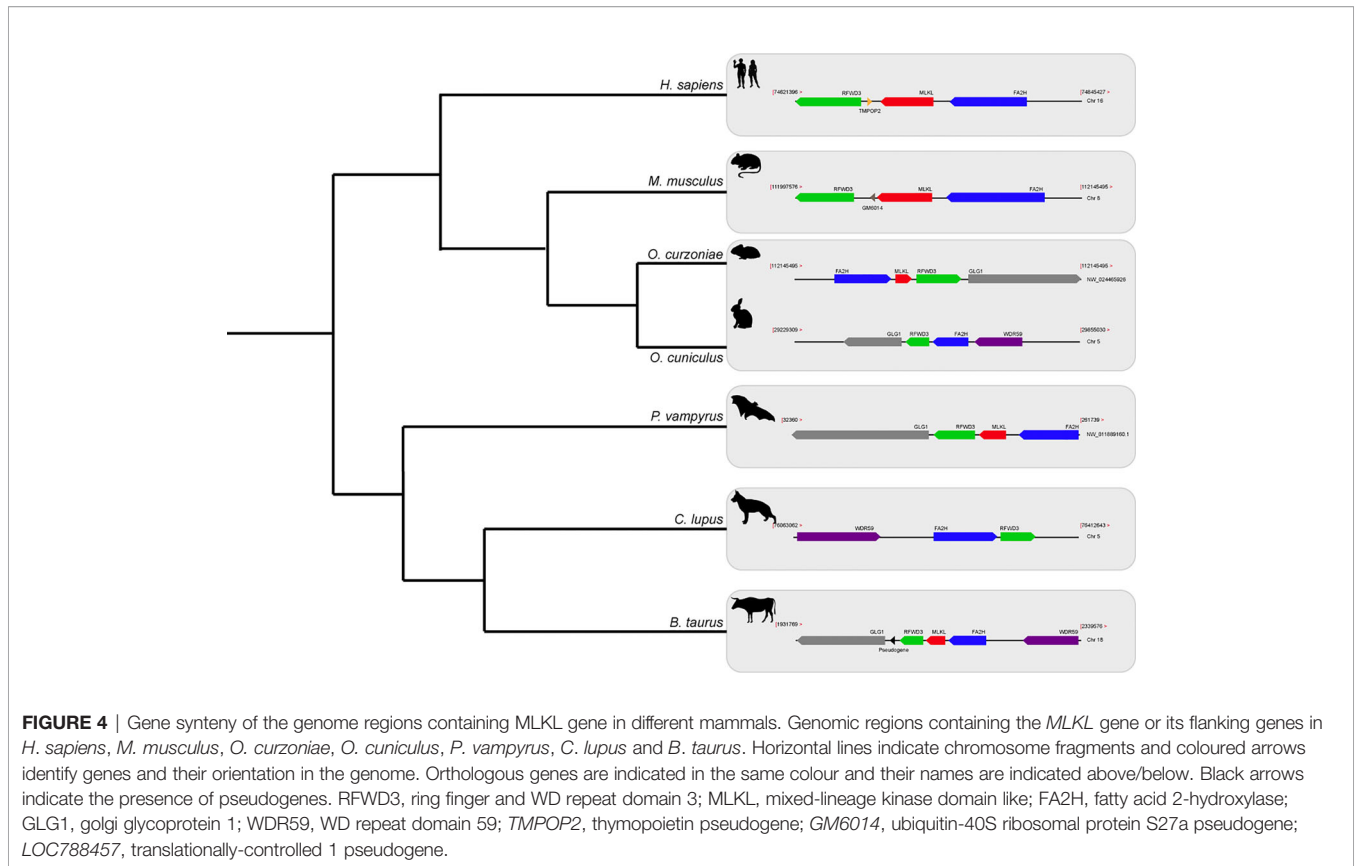 H. sapiens
[74621396 >
RFWD3
MLKL
FA2H
[74845427 >
Chr 16
TMPOP2
M. musculus
[111997576 >
RFWD3
MLKL
FA2H
[112145495 >
Chr 8
GM6014
O. curzoniae
[112145495 >
FA2H
MLKL
RFWD3
GLG1
[112145495 >
NW_024465926
[29229309 >
GLG1
RFWD3
FA2H
WDR59
[29655030 >
Chr 5
O. cuniculus
P. vampyrus
[32360 >
GLG1
RFWD3
MLKL
FA2H
[261739 >
NW_011889160.1
C. lupus
WDR59
FA2H
RFWD3
[76412643 >
Chr 5
B. taurus
[1931769 >
GLG1
RFWD3
MLKL
FA2H
WDR59
[2339576 >
Chr 18
Pseudogene
FIGURE 4 | Gene synteny of the genome regions containing MLKL gene in different mammals. Genomic regions containing the MLKL gene or its flanking genes in
H. sapiens, M. musculus, O. curzoniae, O. cuniculus, P. vampyrus, C. lupus and B. taurus. Horizontal lines indicate chromosome fragments and coloured arrows
identify genes and their orientation in the genome. Orthologous genes are indicated in the same colour and their names are indicated above/below. Black arrows
indicate the presence of pseudogenes. RFWD3, ring finger and WD repeat domain 3; MLKL, mixed-lineage kinase domain like; FA2H, fatty acid 2-hydroxylase;
GLG1, golgi glycoprotein 1; WDR59, WD repeat domain 59; TMPOP2, thymopoietin pseudogene; GM6014, ubiquitin-40S ribosomal protein S27a pseudogene;
LOC788457, translationally-controlled 1 pseudogene.